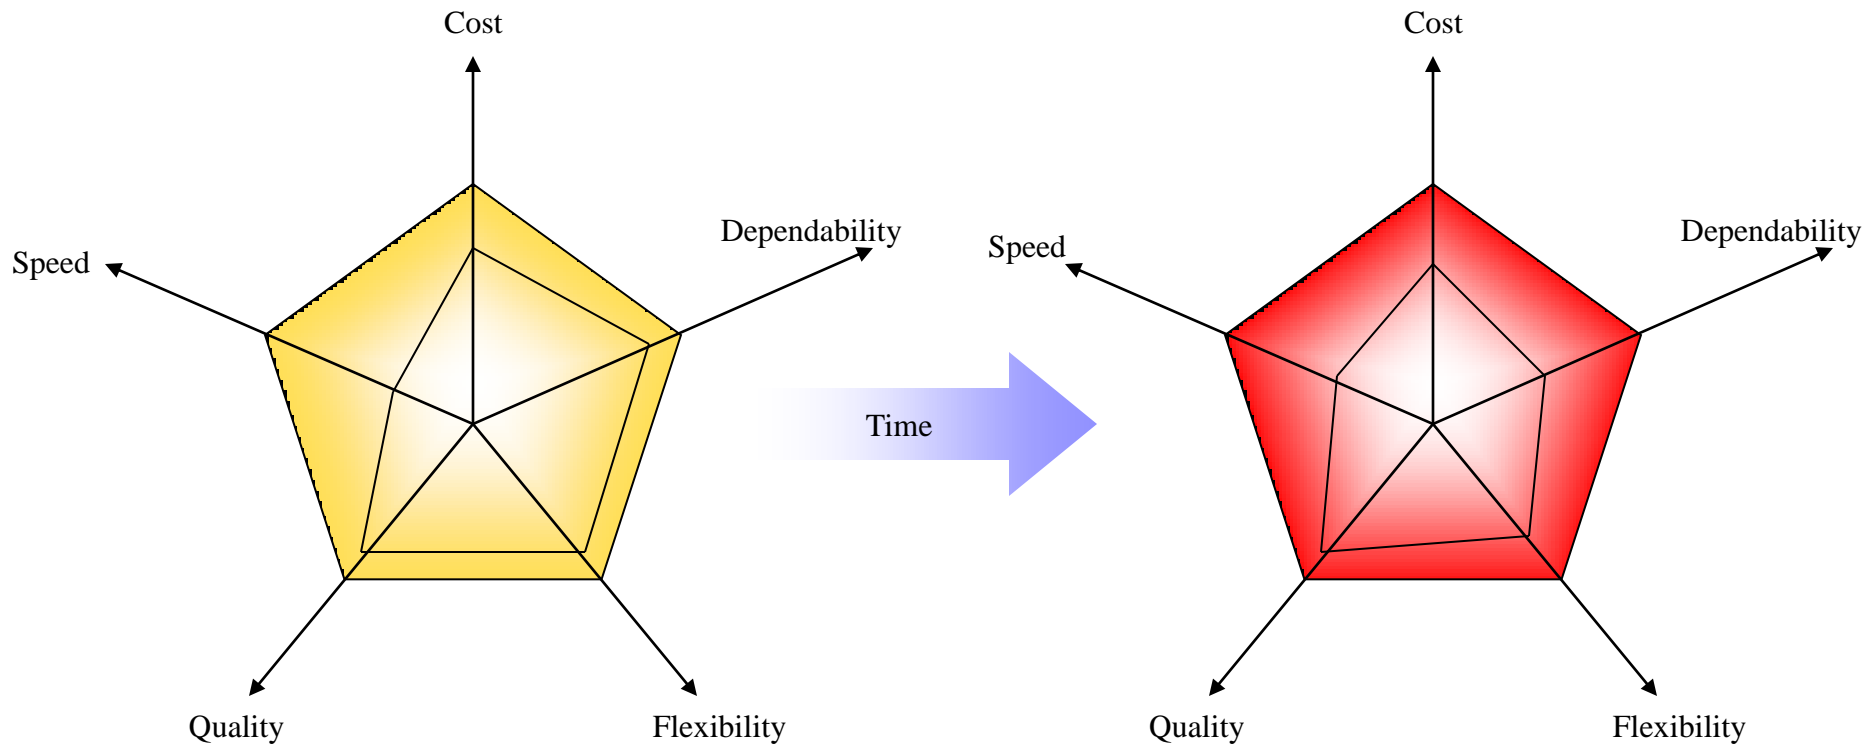 Cost
Dependability
Speed
Quality
Flexibility
Time
Cost
Dependability
Speed
Quality
Flexibility